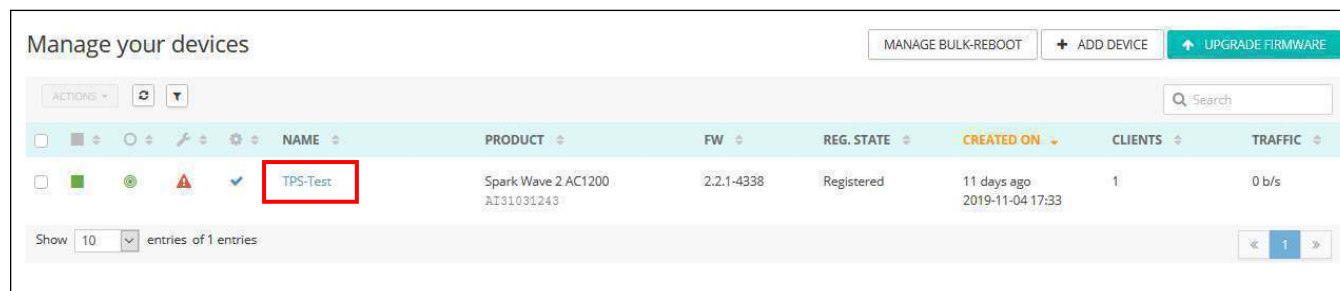 Manage your devices
MANAGE BULK-REBOOT
+ ADD DEVICE
UPGRADE FIRMWARE
ACTIONS
Search
NAME PRODUCT FW REG. STATE CREATED ON CLIENTS TRAFFIC
TPS-Test Spark Wave 2 AC1200 2.2.1-4338 Registered 11 days ago 1 0 b/s
AI31031243 2019-11-04 17:33
Show 10 entries of 1 entries
« 1 »